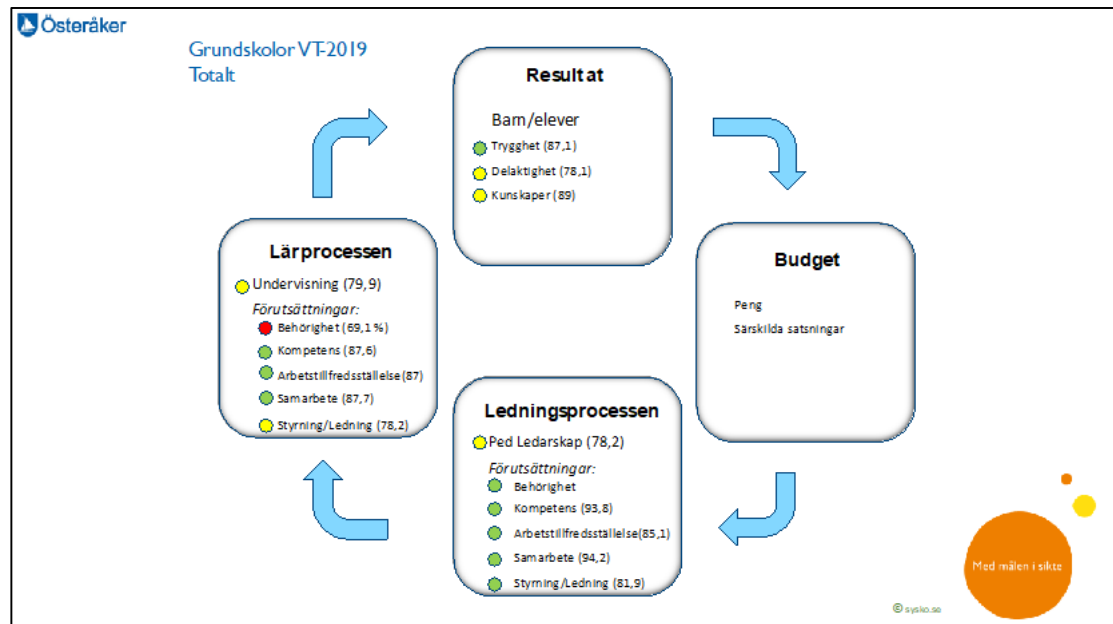 Österåker
Grundskolor VT-2019
Totalt
Resultat
Barn/elever
Trygghet (87,1)
Delaktighet (78,1)
Kunskaper (89)
Lärprocessen
Undervisning (79,9)
Förutsättningar:
Behörighet (69,1%)
Kompetens (87,6)
Arbetstillfredsställelse(87)
Samarbete (87,7)
Styrning/Ledning (78,2)
Budget
Peng
Särskilda satsningar
Ledningsprocessen
Ped Ledarskap (78,2)
Förutsättningar:
Behörighet
Kompetens (93,8)
Arbetstillfredsställelse(85,1)
Samarbete (94,2)
Styrning/Ledning (81,9)
Med målen i sikte
© sysko.se